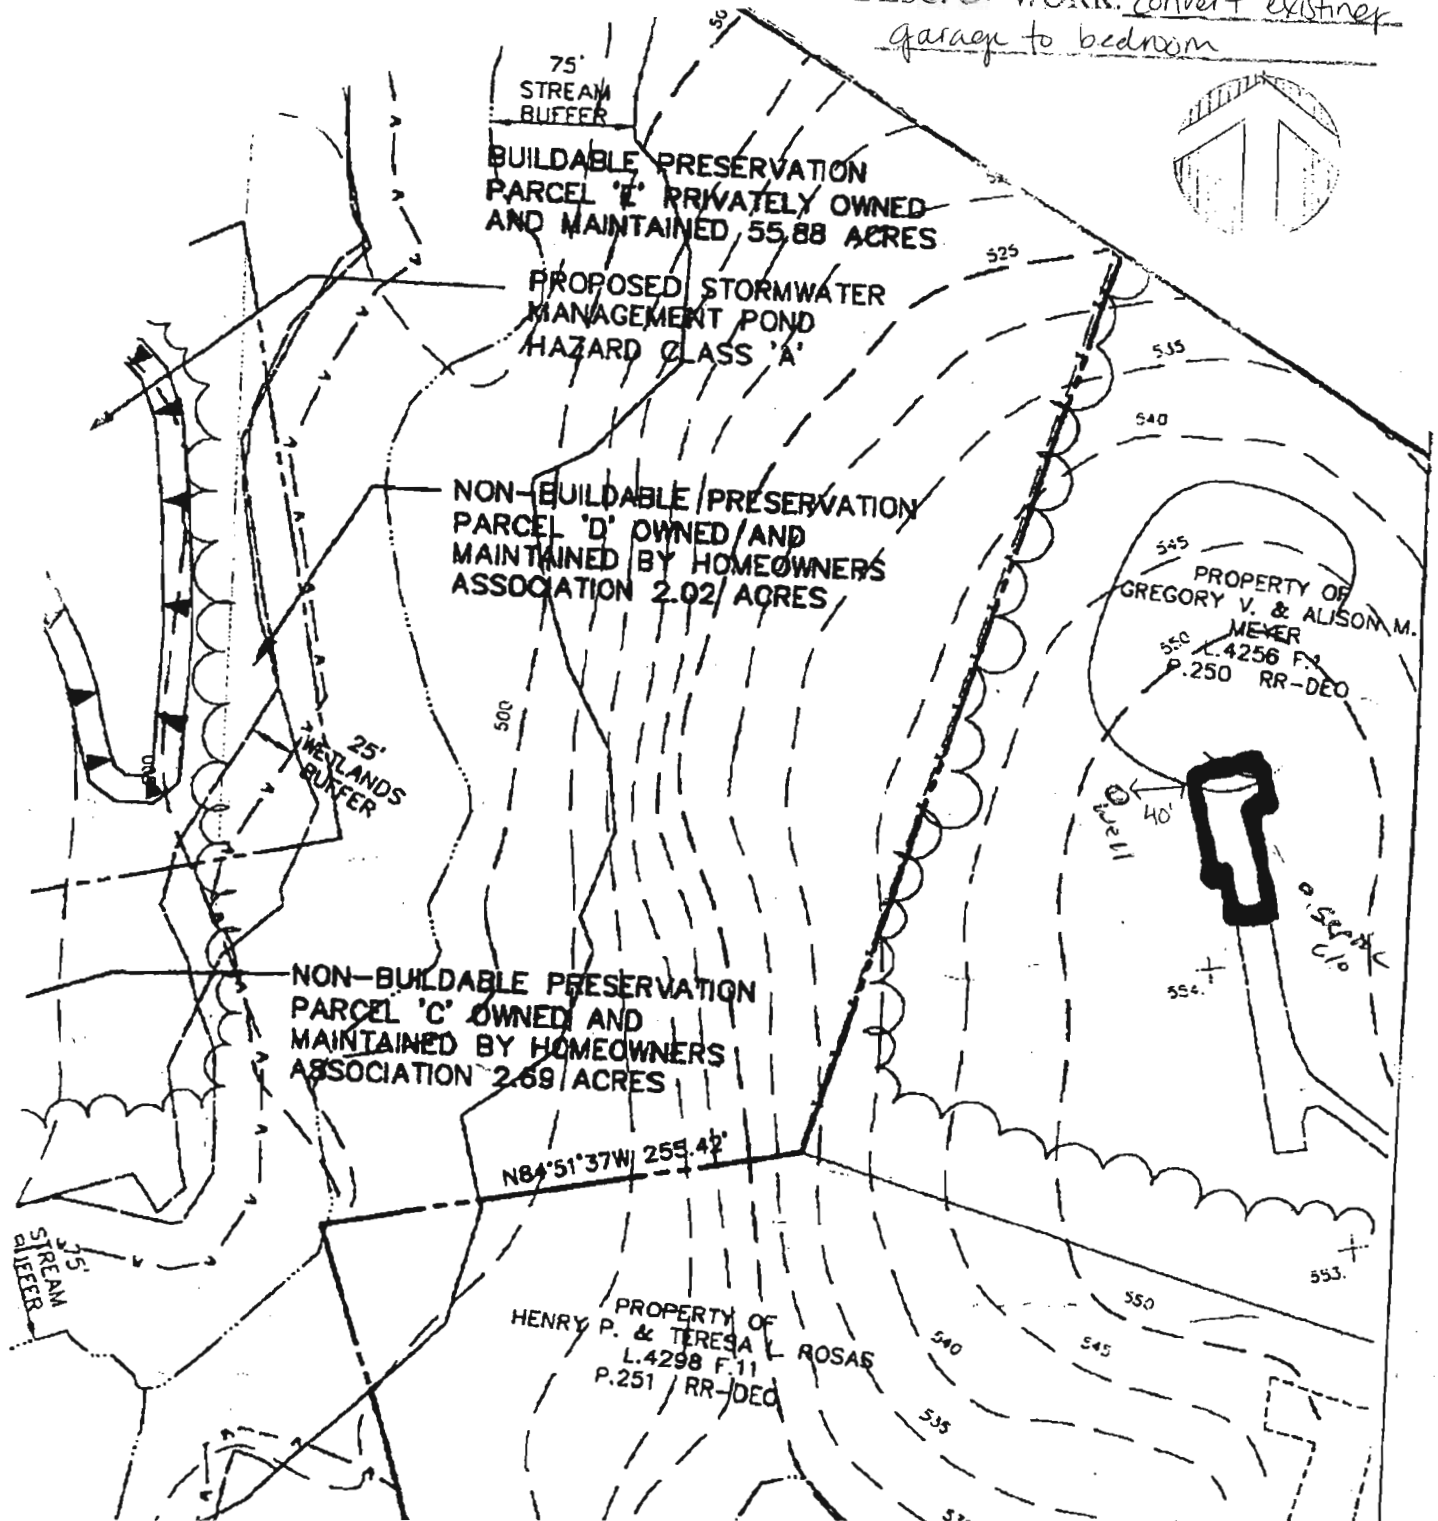 WORK: convert existing
garage to bedroom
75'
STREAM
BUFFER
BUILDABLE PRESERVATION
PARCEL 'E' PRIVATELY OWNED
AND MAINTAINED 55.88 ACRES
PROPOSED STORMWATER
MANAGEMENT POND
HAZARD CLASS 'A'
525
535
540
NON-BUILDABLE PRESERVATION
PARCEL 'D' OWNED AND
MAINTAINED BY HOMEOWNERS
ASSOCIATION 2.02 ACRES
545
PROPERTY OF
GREGORY V. & ALISON M.
MEYER
550
L.4256 F.1
P.250 RR-DEO
500
25'
WETLANDS
BUFFER
well
40'
septic
c/o
554.
NON-BUILDABLE PRESERVATION
PARCEL 'C' OWNED AND
MAINTAINED BY HOMEOWNERS
ASSOCIATION 2.69 ACRES
N84°51'37W 255.42'
75'
STREAM
BUFFER
553.
550
545
540
535
PROPERTY OF
HENRY P. & TERESA L ROSAS
L.4298 F.11
P.251 RR-DEO